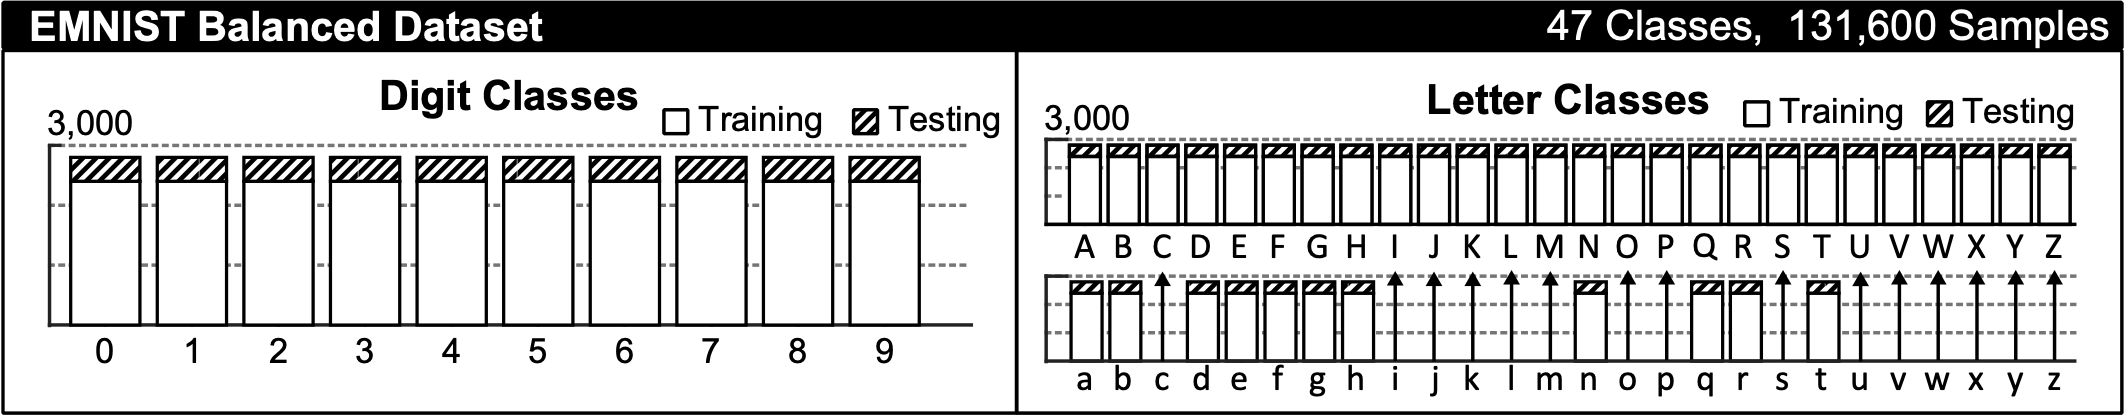 EMNIST Balanced Dataset 47 Classes, 131,600 Samples
Digit Classes
3,000
Training Testing
0 1 2 3 4 5 6 7 8 9
Letter Classes
3,000
Training Testing
A B C D E F G H I J K L M N O P Q R S T U V W X Y Z
a b c d e f g h i j k l m n o p q r s t u v w x y z